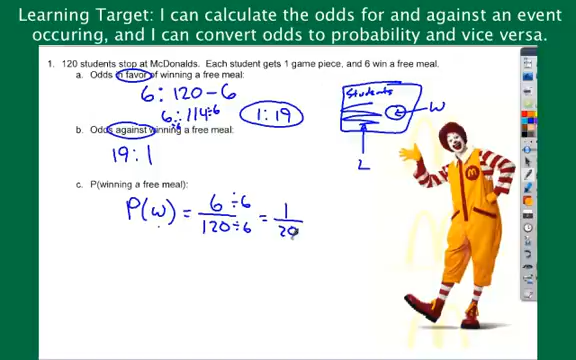 Learning Target: I can calculate the odds for and against an event
occuring, and I can convert odds to probability and vice versa.
1. 120 students stop at McDonalds. Each student gets 1 game piece, and 6 win a free meal.
a. Odds in favor of winning a free meal:
6 : 120 - 6
6 ÷ 6 : 114 ÷ 6
1 : 19
Students
W
L
b. Odds against winning a free meal:
19 : 1
c. P(winning a free meal):
P(W) = 6 ÷ 6 / 120 ÷ 6 = 1 / 20